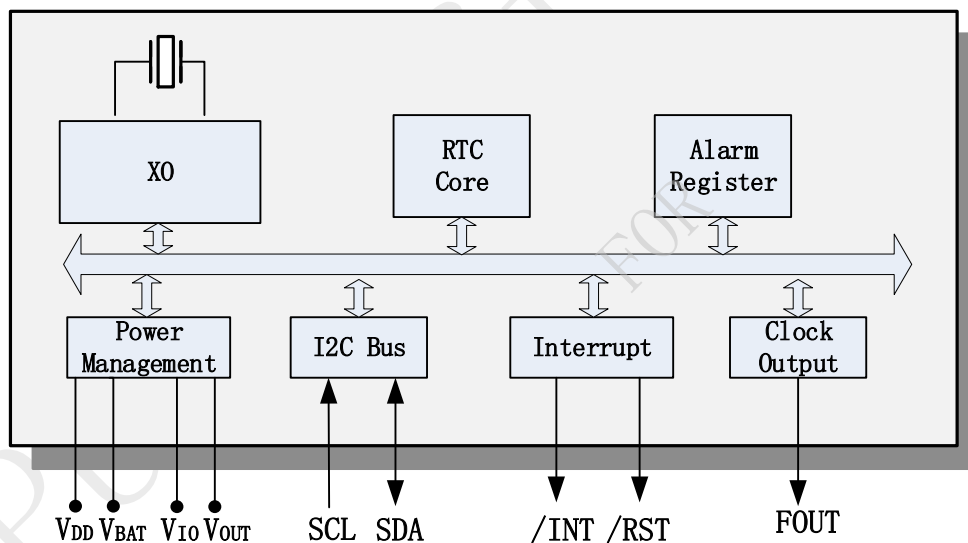 XO
RTC
Core
Alarm
Register
FOR
Power
Management
I2C Bus
Interrupt
Clock
Output
VDD VBAT VIO VOUT SCL SDA /INT /RST FOUT